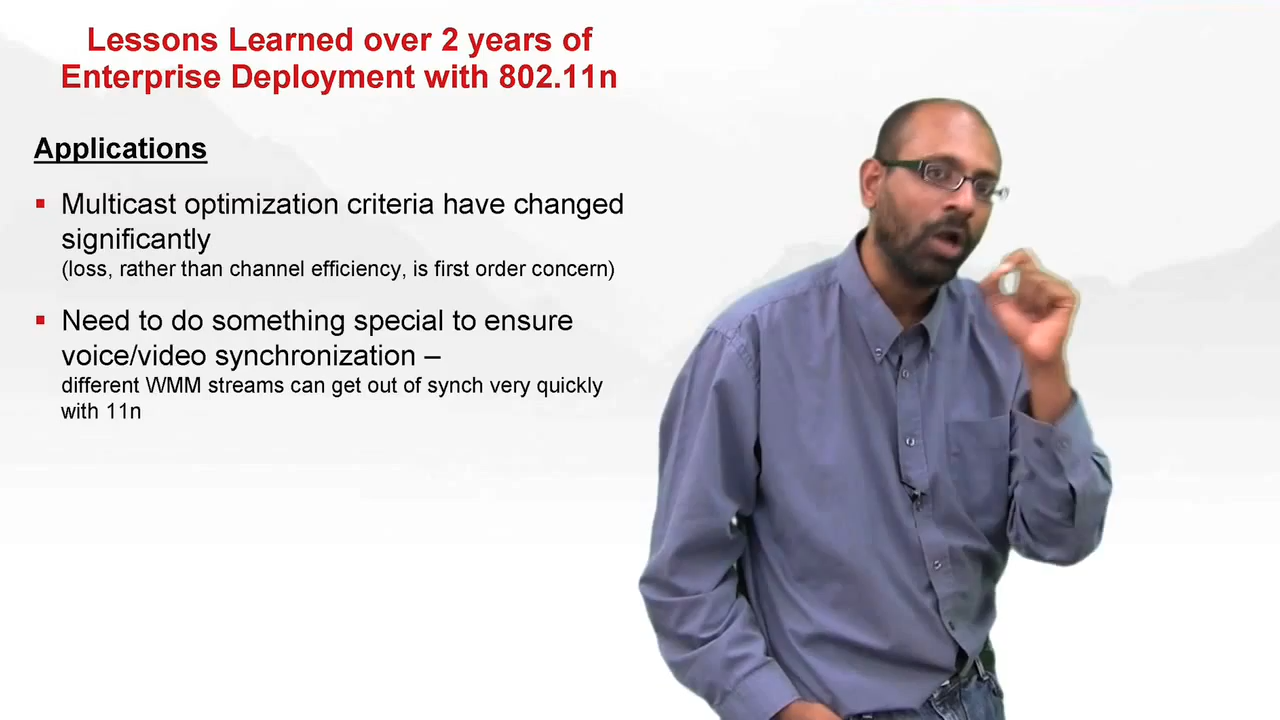 Lessons Learned over 2 years of
Enterprise Deployment with 802.11n
Applications
Multicast optimization criteria have changed
significantly
(loss, rather than channel efficiency, is first order concern)
Need to do something special to ensure
voice/video synchronization –
different WMM streams can get out of synch very quickly
with 11n